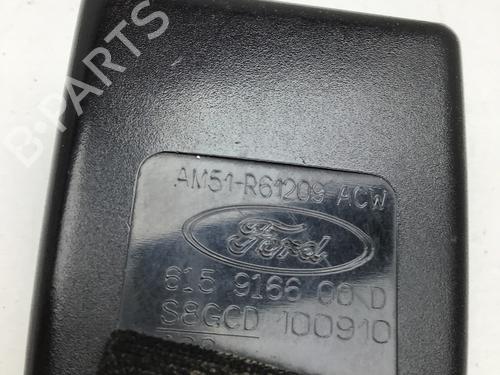 B-PARTS
AM51-R61209 ACW
Ford
615 9166 00 D
S8GCD 100910